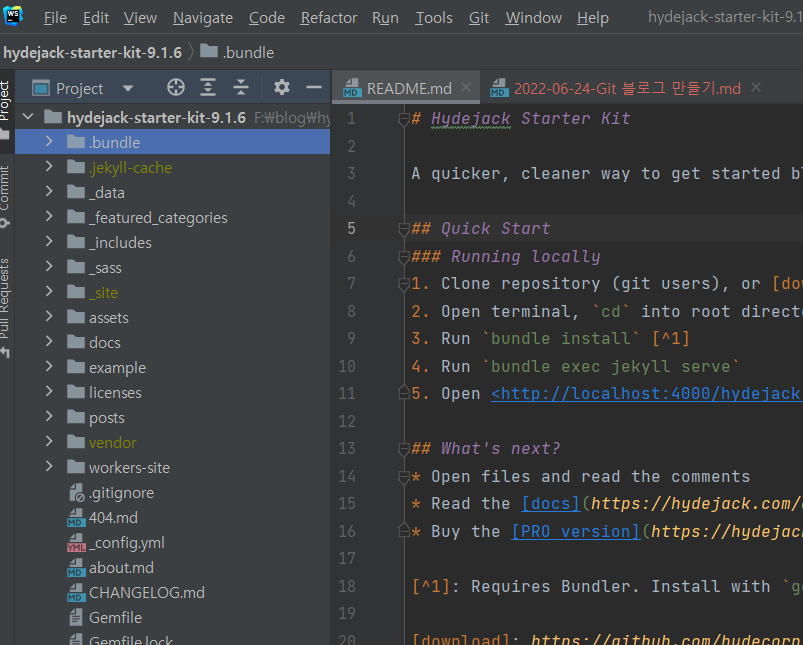 WS File Edit View Navigate Code Refactor Run Tools Git Window Help hydejack-starter-kit-9.1
hydejack-starter-kit-9.1.6 .bundle
Project
Commit
Pull Requests
Project
README.md
2022-06-24-Git 블로그 만들기.md
hydejack-starter-kit-9.1.6 F:₩blog₩hy
.bundle
.jekyll-cache
_data
_featured_categories
_includes
_sass
_site
assets
docs
example
licenses
posts
vendor
workers-site
.gitignore
404.md
_config.yml
about.md
CHANGELOG.md
Gemfile
Gemfile.lock
1 # Hydejack Starter Kit
2
3 A quicker, cleaner way to get started bl
4
5 ## Quick Start
6 ### Running locally
7 1. Clone repository (git users), or [dow
8 2. Open terminal, `cd` into root directo
9 3. Run `bundle install` [^1]
10 4. Run `bundle exec jekyll serve`
11 5. Open <http://localhost:4000/hydejack
12
13 ## What's next?
14 * Open files and read the comments
15 * Read the [docs](https://hydejack.com/
16 * Buy the [PRO version](https://hydejac
17
18 [^1]: Requires Bundler. Install with `ge
19
20 [download]: https://github.com/hydecorp